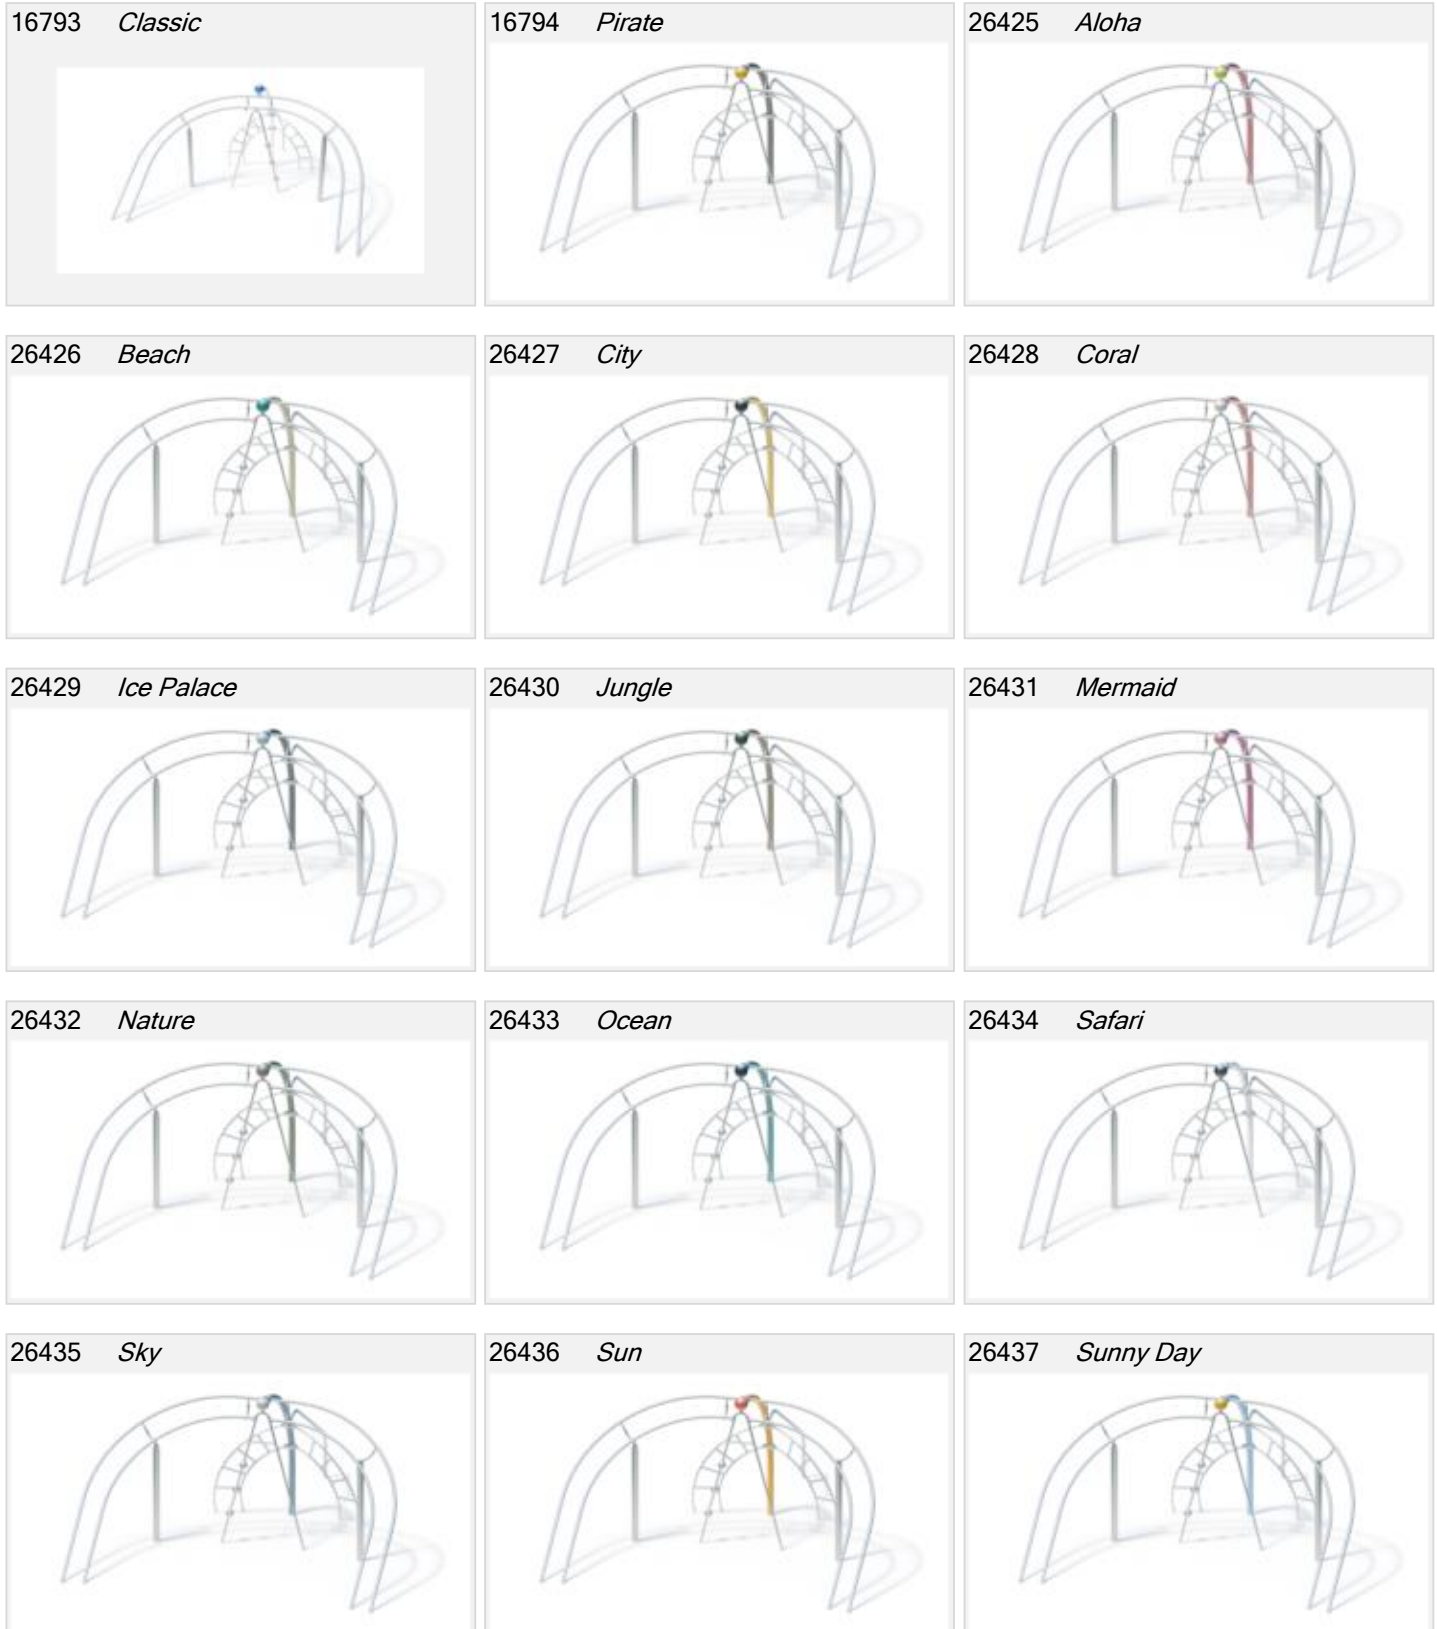 16793 Classic
16794 Pirate
26425 Aloha
26426 Beach
26427 City
26428 Coral
26429 Ice Palace
26430 Jungle
26431 Mermaid
26432 Nature
26433 Ocean
26434 Safari
26435 Sky
26436 Sun
26437 Sunny Day